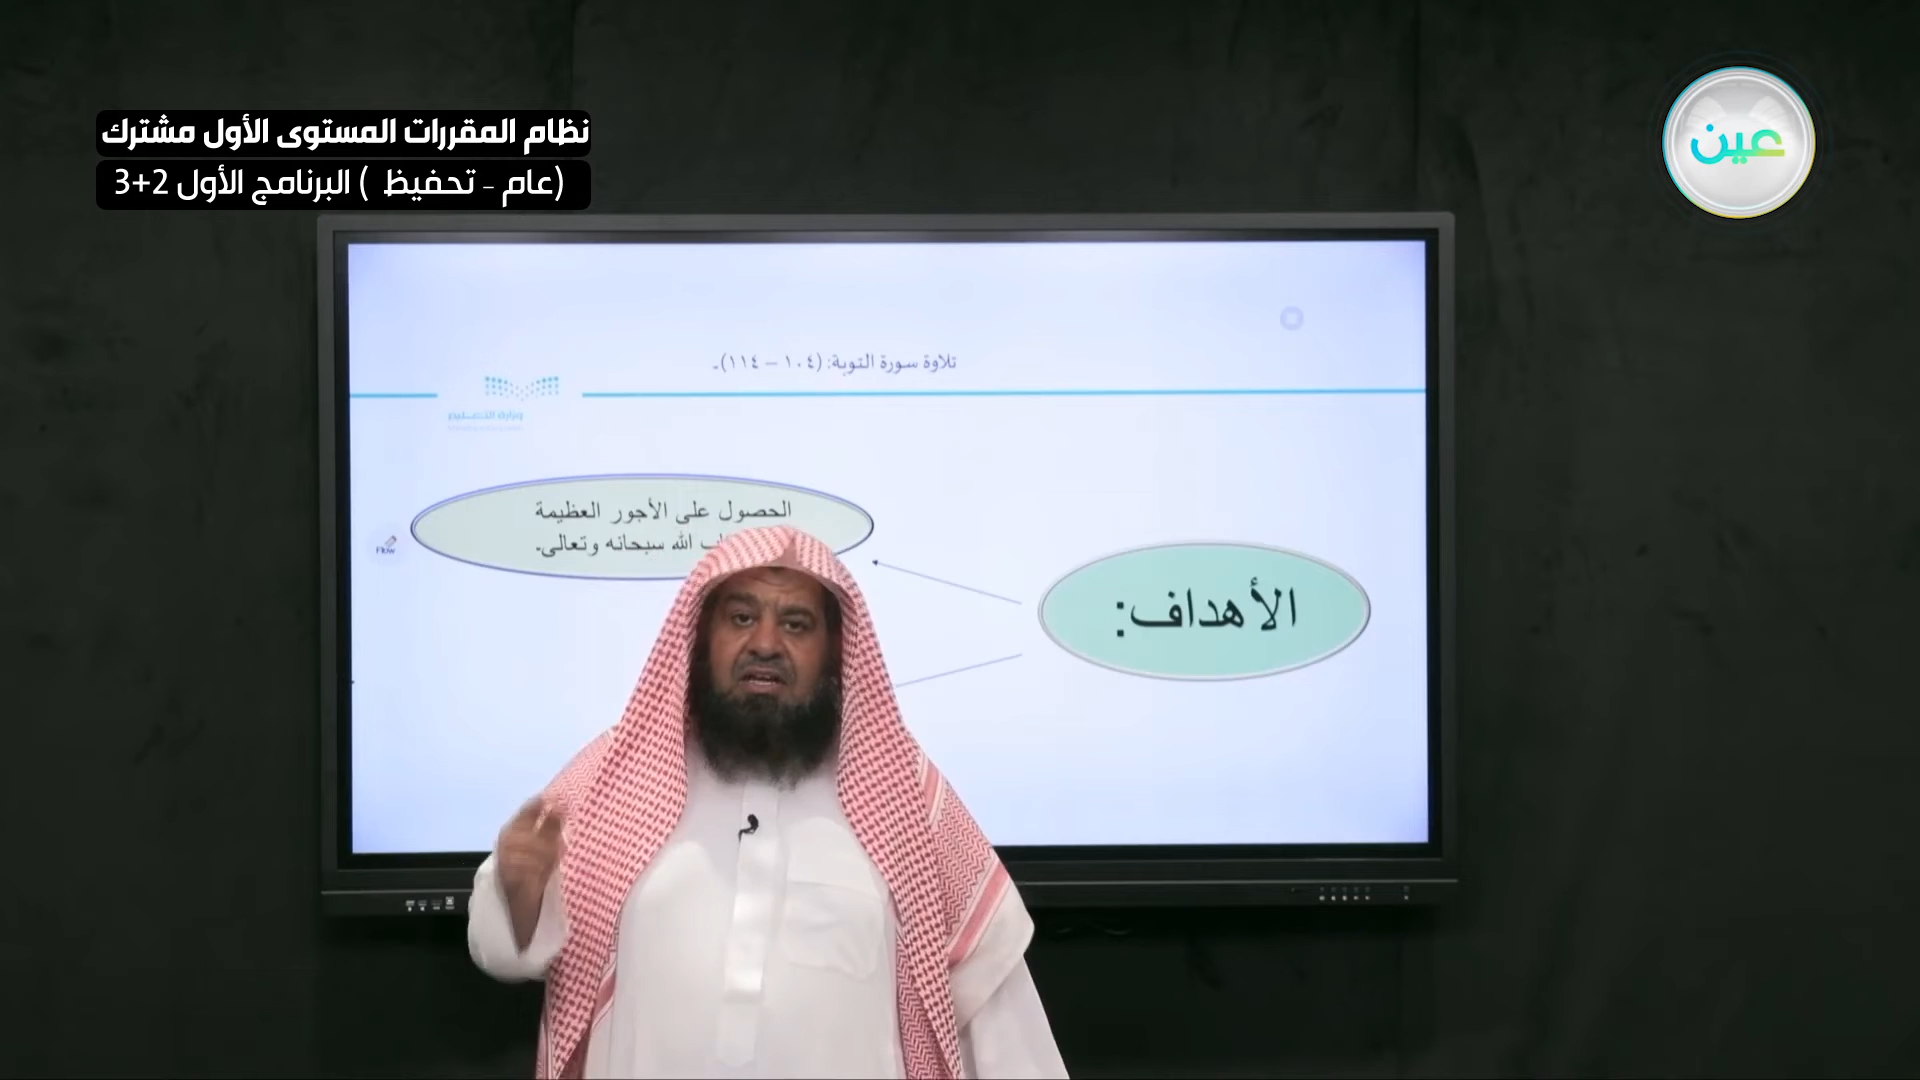 نظام المقررات المستوى الأول مشترك
(عام - تحفيظ ) البرنامج الأول 2+3
عين
تلاوة سورة التوبة: (١٠٤ – ١١٤).
وزارة التعليم
الحصول على الأجور العظيمة
الله سبحانه وتعالى.
الأهداف:
Flow